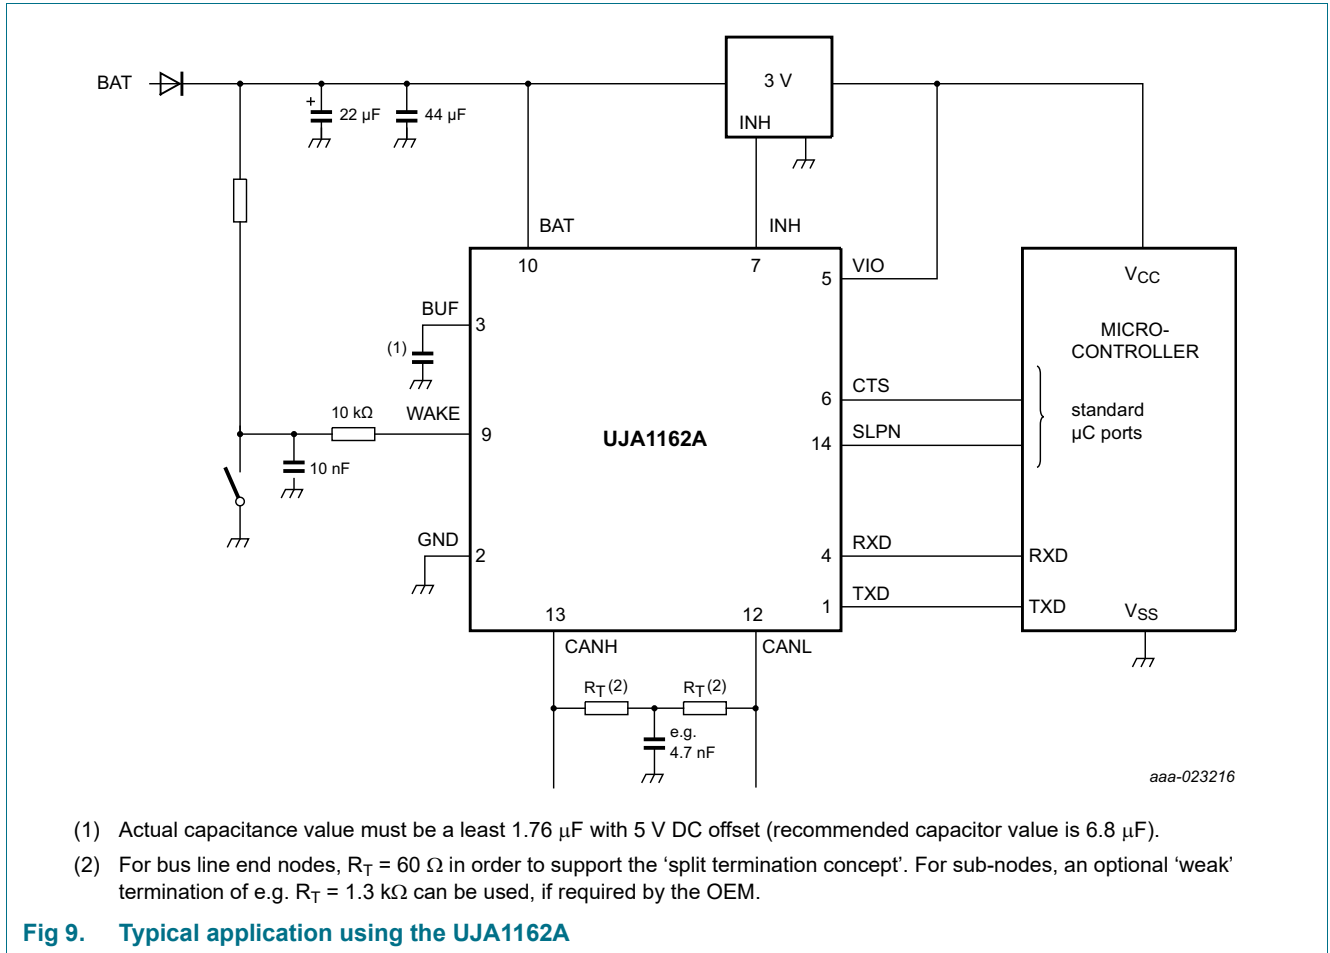 BAT
+
22 µF
44 µF
3 V
INH
BAT
INH
10
7
VIO
5
VCC
MICRO-
CONTROLLER
BUF
3
(1)
CTS
6
standard
µC ports
SLPN
14
10 kΩ
WAKE
9
UJA1162A
10 nF
GND
2
RXD
4
RXD
TXD
1
TXD
VSS
13
12
CANH
CANL
RT(2)
RT(2)
e.g.
4.7 nF
aaa-023216
(1) Actual capacitance value must be a least 1.76 µF with 5 V DC offset (recommended capacitor value is 6.8 µF).
(2) For bus line end nodes, RT = 60 Ω in order to support the ‘split termination concept’. For sub-nodes, an optional ‘weak’
termination of e.g. RT = 1.3 kΩ can be used, if required by the OEM.
Fig 9. Typical application using the UJA1162A